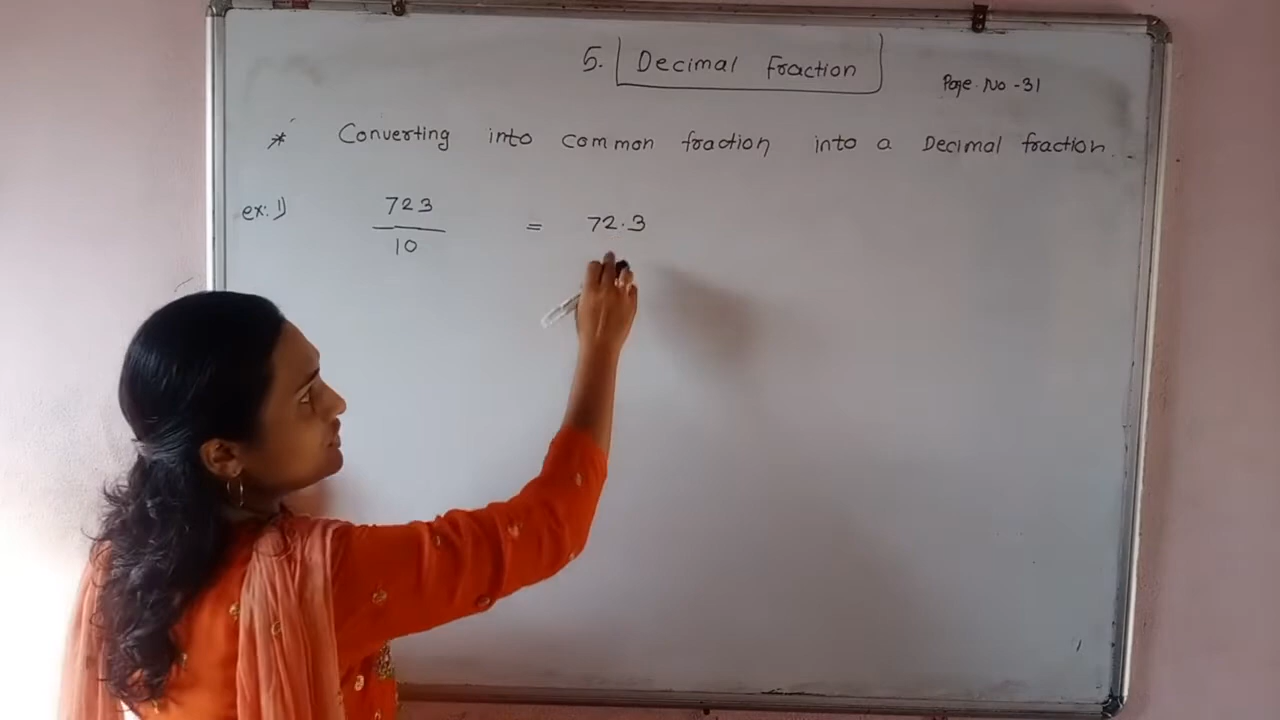 5. Decimal Fraction
Page No -31
* Converting into common fraction into a Decimal fraction.
ex: 1) 723/10 = 72.3